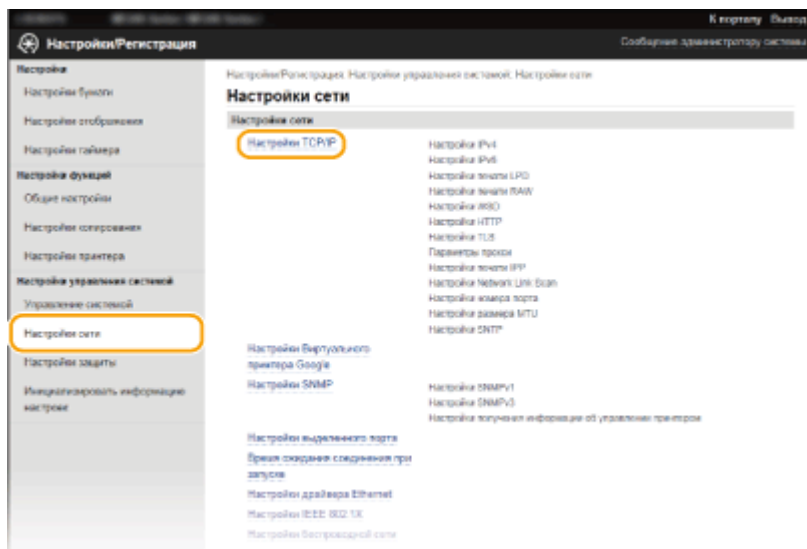 К порталу Выход
Настройки/Регистрация
Сообщение администратору системы
Настройки
Настройки бумаги
Настройки отображения
Настройки таймера
Настройки функций
Общие настройки
Настройки копирования
Настройки принтера
Настройки управления системой
Управление системой
Настройки сети
Настройки защиты
Инициализировать информацию
настроек
Настройки/Регистрация: Настройки управления системой: Настройки сети
Настройки сети
Настройки сети
Настройки TCP/IP
Настройки IPv4
Настройки IPv6
Настройки печати LPD
Настройки печати RAW
Настройки WSD
Настройки HTTP
Настройки TLS
Параметры прокси
Настройки печати IPP
Настройки Network Link Scan
Настройки номера порта
Настройки размера MTU
Настройки SNTP
Настройки Виртуального
принтера Google
Настройки SNMP
Настройки SNMPv1
Настройки SNMPv3
Настройки получения информации об управлении принтером
Настройки выделенного порта
Время ожидания соединения при
запуске
Настройки драйвера Ethernet
Настройки IEEE 802.1X
Настройки беспроводной сети